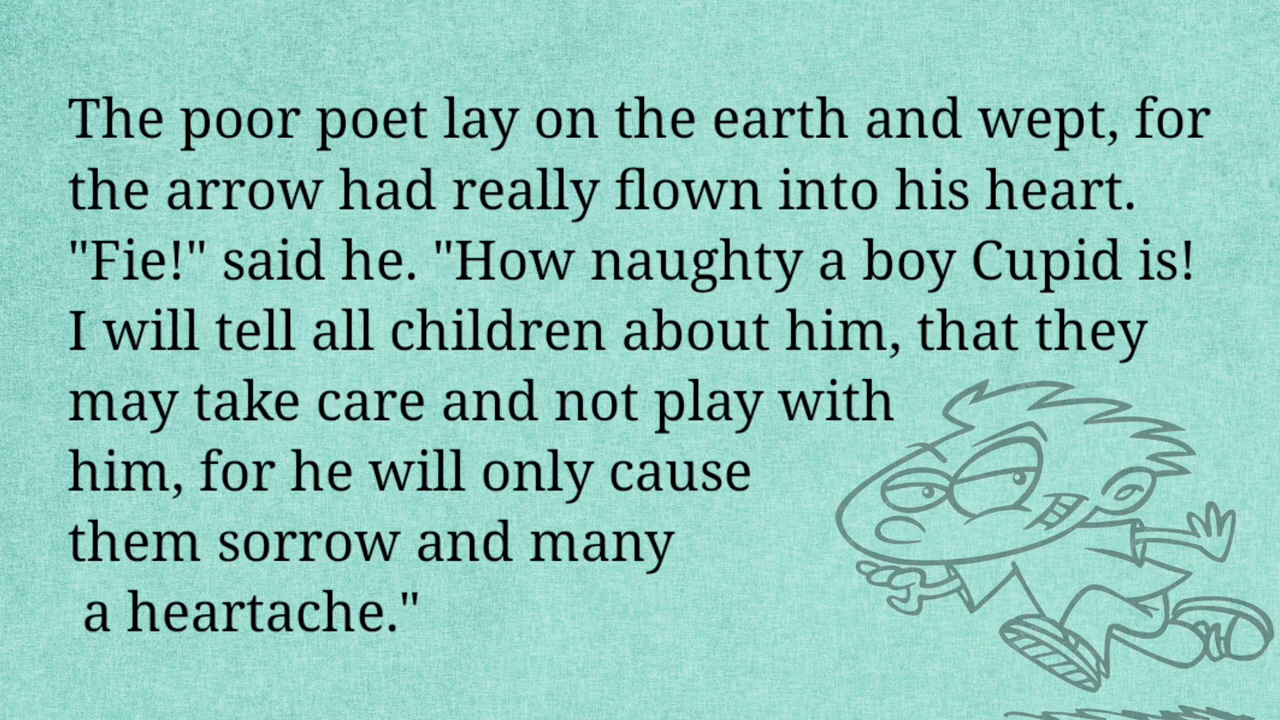 The poor poet lay on the earth and wept, for
the arrow had really flown into his heart.
"Fie!" said he. "How naughty a boy Cupid is!
I will tell all children about him, that they
may take care and not play with
him, for he will only cause
them sorrow and many
a heartache."